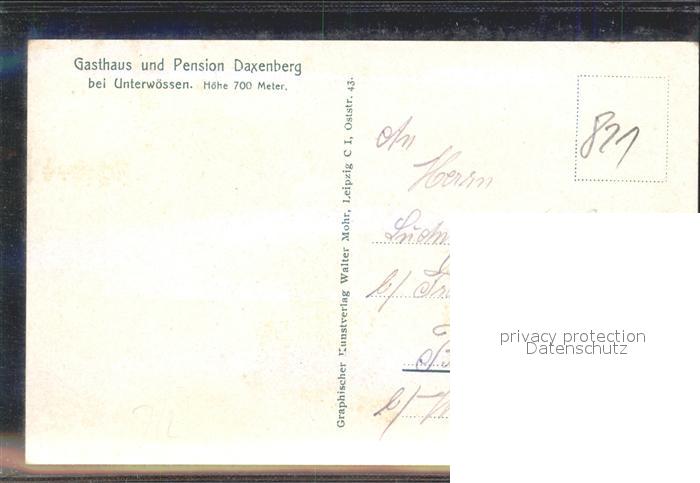 Gasthaus und Pension Daxenberg
bei Unterwössen. Höhe 700 Meter.
Graphischer Kunstverlag Walter Mohr, Leipzig C I, Oststr. 43.
821
An
Herrn
b/
b/
privacy protection
Datenschutz